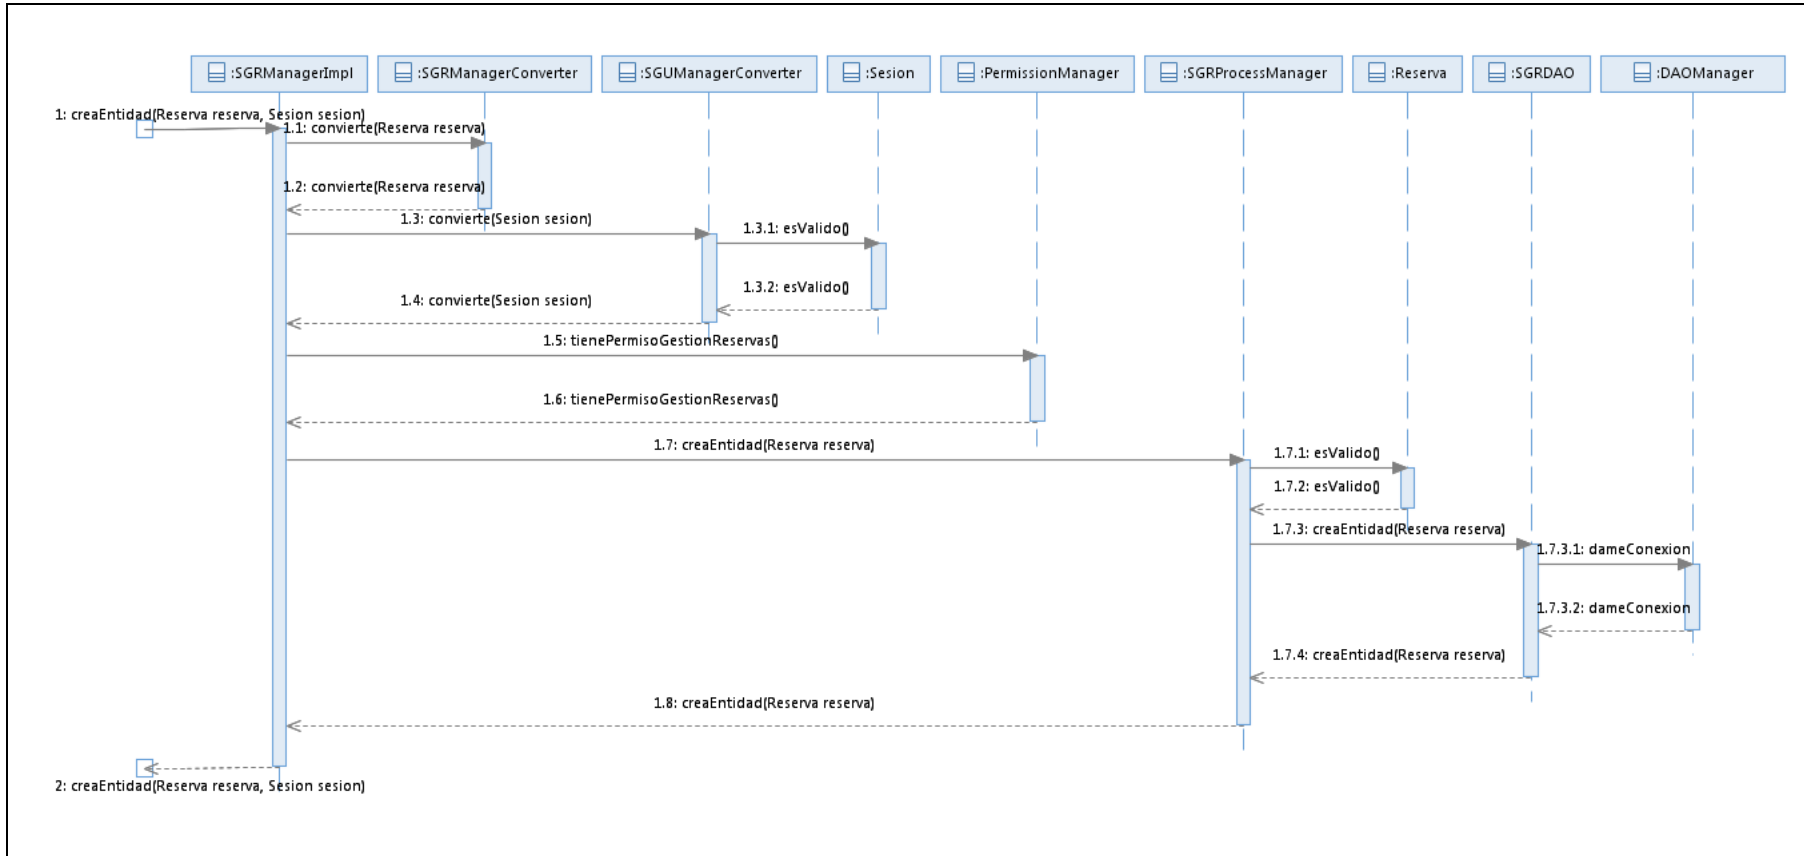 :SGRManagerImpl
:SGRManagerConverter
:SGUManagerConverter
:Sesion
:PermissionManager
:SGRProcessManager
:Reserva
:SGRDAO
:DAOManager
1: creaEntidad(Reserva reserva, Sesion sesion)
1.1: convierte(Reserva reserva)
1.2: convierte(Reserva reserva)
1.3: convierte(Sesion sesion)
1.3.1: esValido()
1.3.2: esValido()
1.4: convierte(Sesion sesion)
1.5: tienePermisoGestionReservas()
1.6: tienePermisoGestionReservas()
1.7: creaEntidad(Reserva reserva)
1.7.1: esValido()
1.7.2: esValido()
1.7.3: creaEntidad(Reserva reserva)
1.7.3.1: dameConexion
1.7.3.2: dameConexion
1.7.4: creaEntidad(Reserva reserva)
1.8: creaEntidad(Reserva reserva)
2: creaEntidad(Reserva reserva, Sesion sesion)